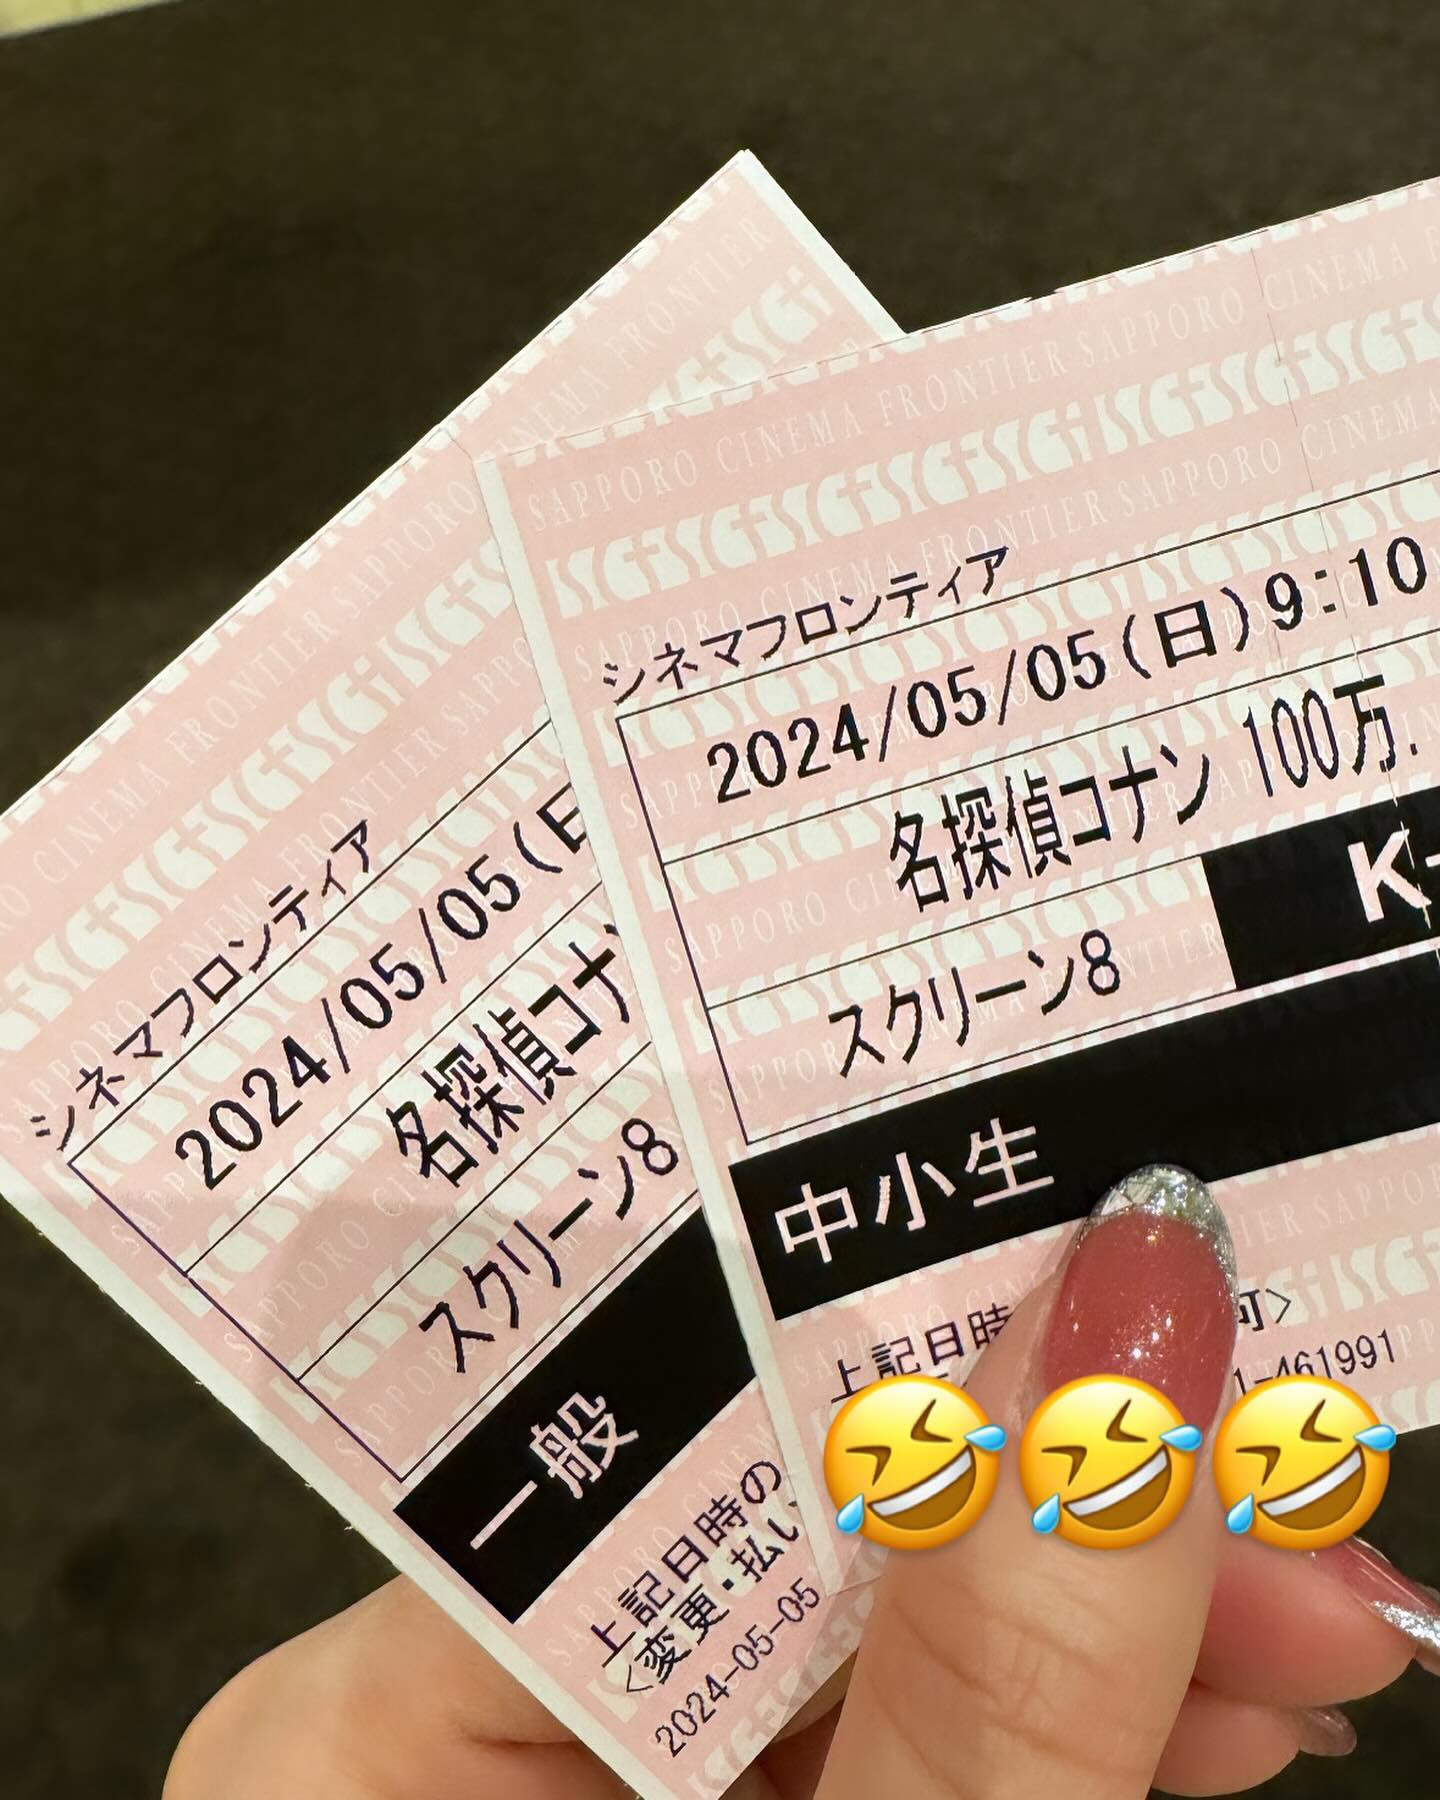 シネマフロンティア
2024/05/05(日
名探偵コナ
スクリーン8
一般
上記日時の
<変更・払い
2024-05-05
SAPPORO CINEMA FRONTIER SAPPORO CINEMA
シネマフロンティア
2024/05/05(日)9:10
名探偵コナン 100万.
スクリーン8
K-
中小生
上記日時
可>
1-461991